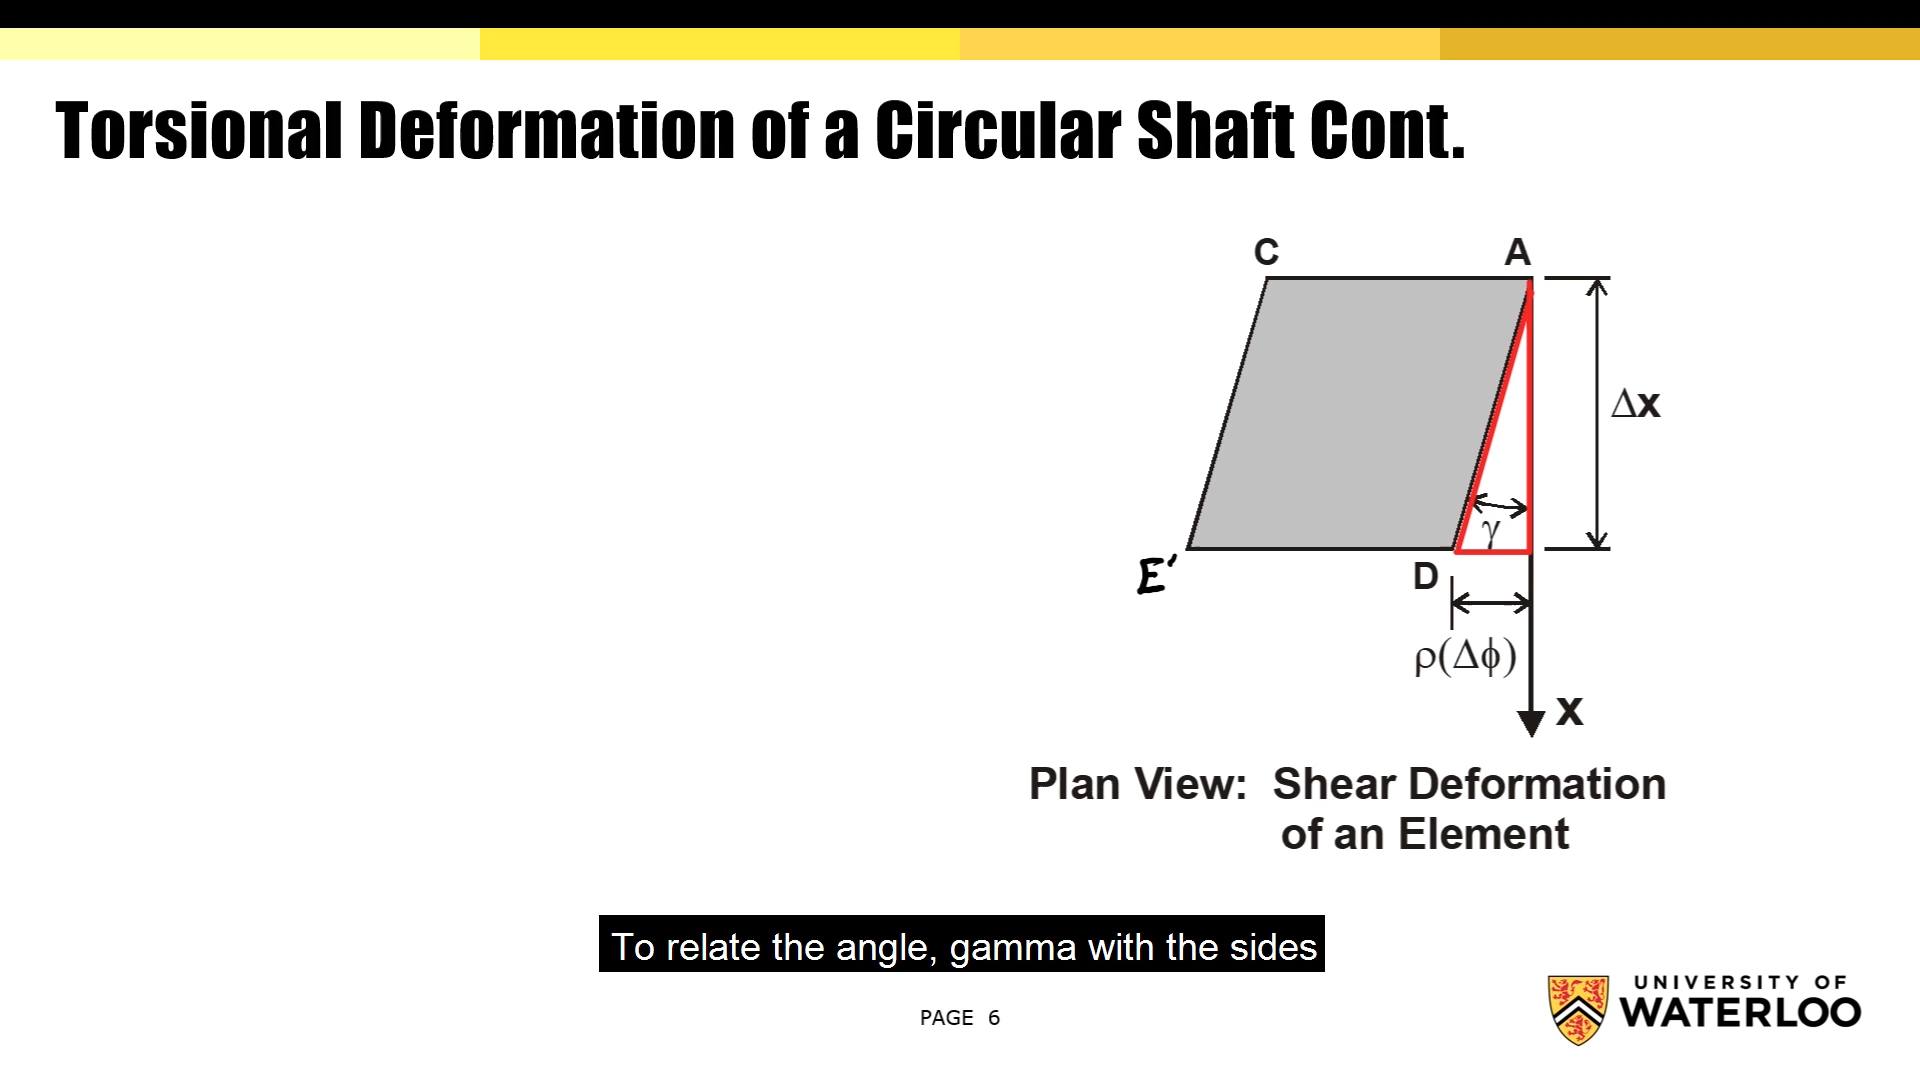 Torsional Deformation of a Circular Shaft Cont.
C A
Δx
γ
E′ D
ρ(Δϕ)
x
Plan View: Shear Deformation
of an Element
To relate the angle, gamma with the sides
UNIVERSITY OF
WATERLOO
PAGE 6